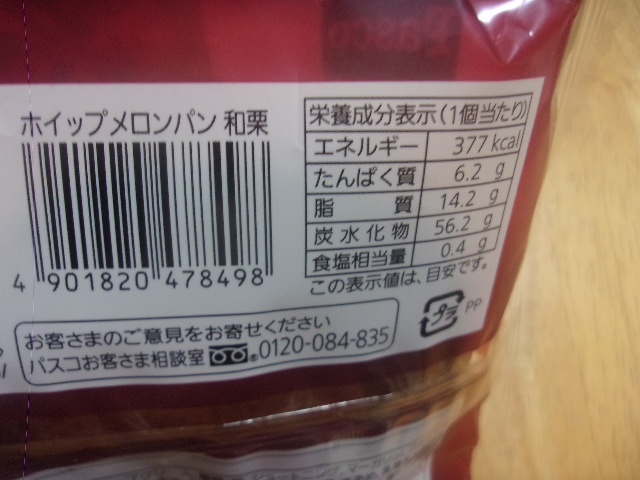 Pasco
ホイップメロンパン 和栗
4 901820 478498
栄養成分表示(1個当たり)
エネルギー 377 kcal
たんぱく質 6.2 g
脂質 14.2 g
炭水化物 56.2 g
食塩相当量 0.4 g
この表示値は、目安です。
プラ PP
お客さまのご意見をお寄せください
パスコお客さま相談室 0120-084-835